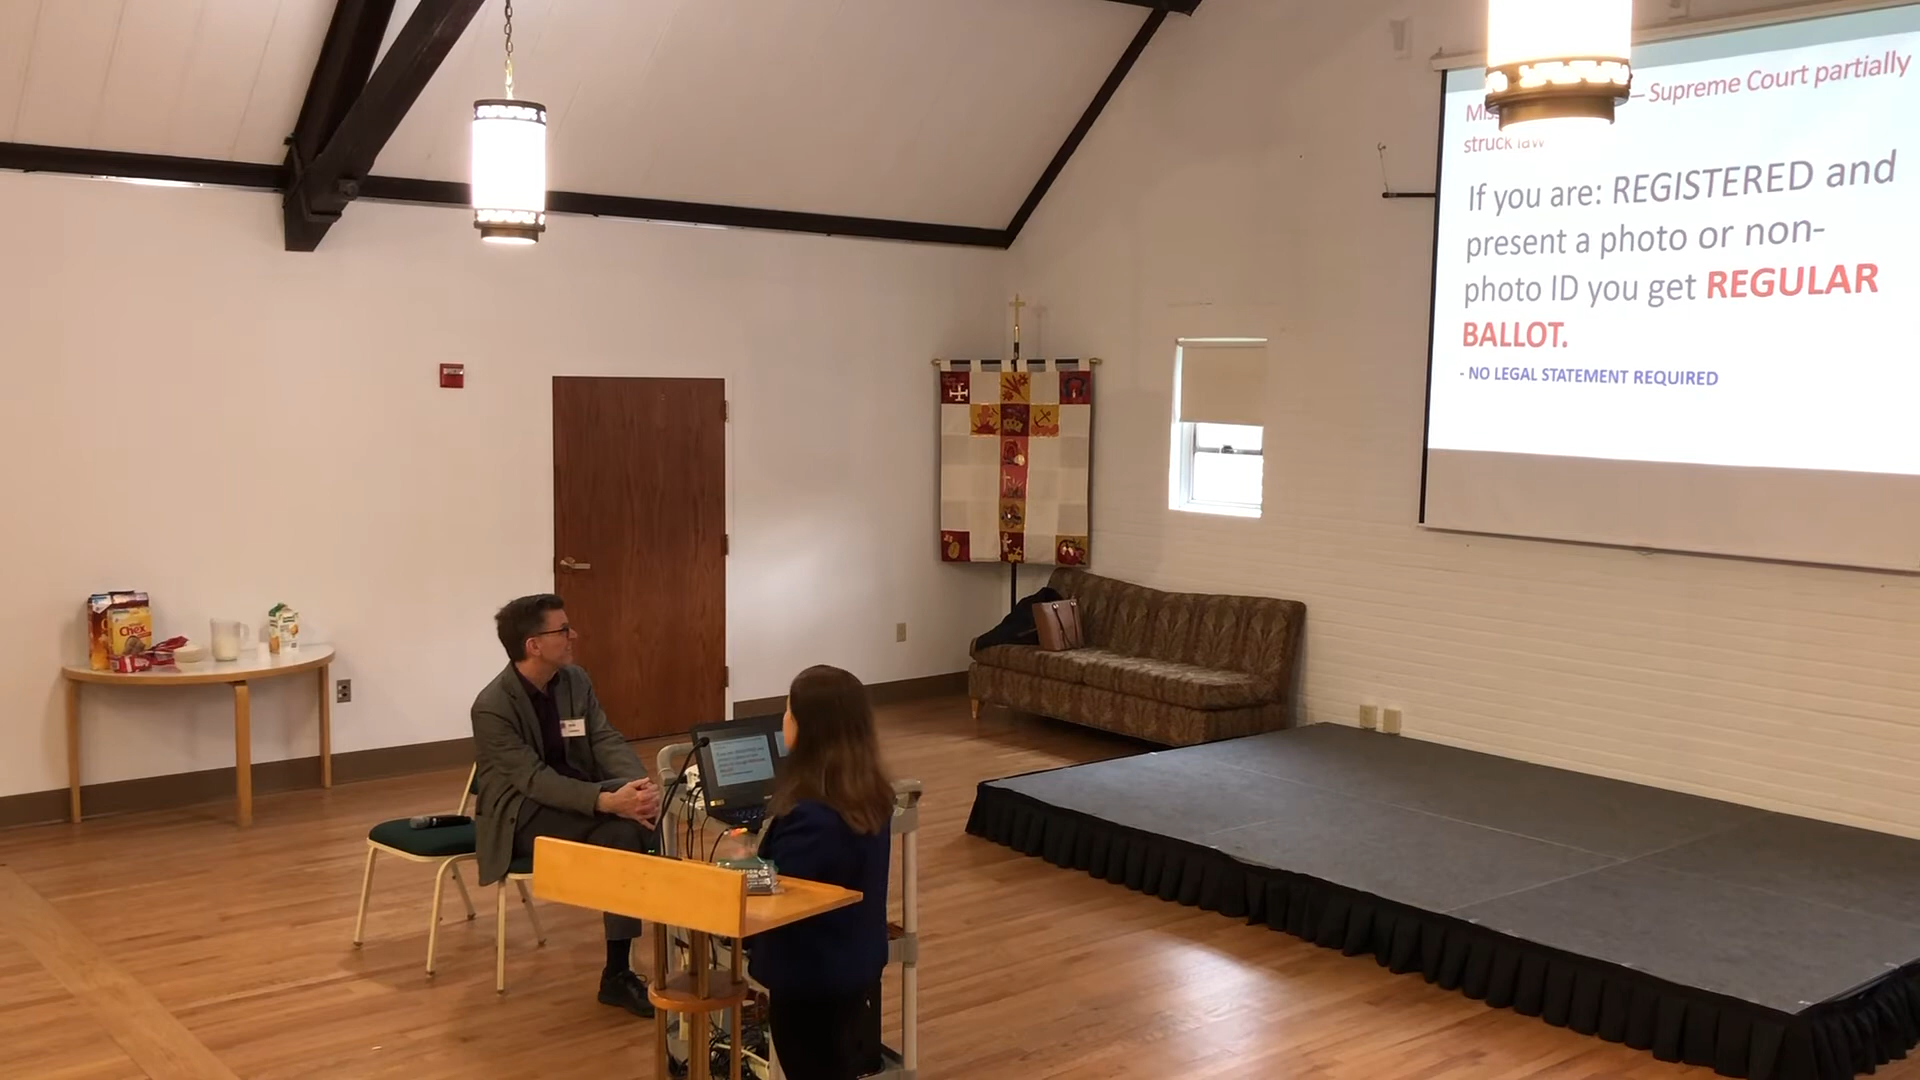 – Supreme Court partially
struck law
If you are: REGISTERED and
present a photo or non-
photo ID you get REGULAR
BALLOT.
- NO LEGAL STATEMENT REQUIRED
Chex